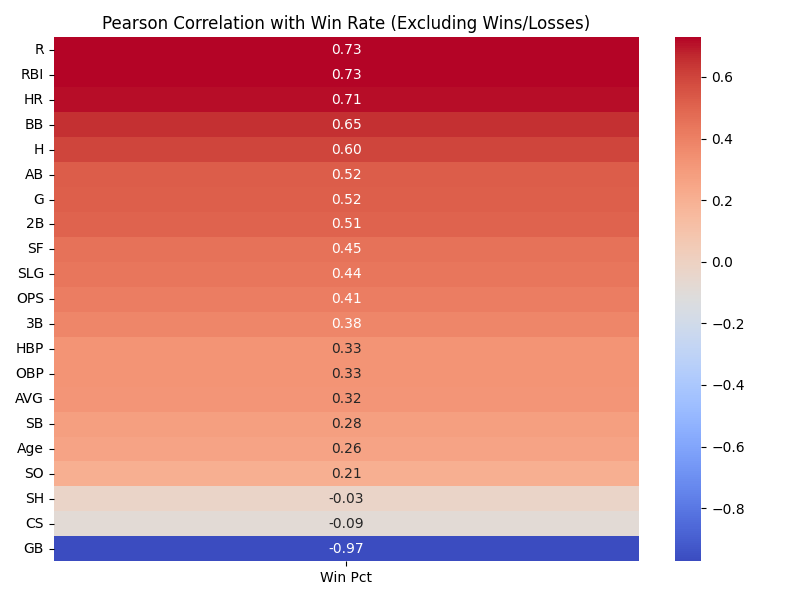 Pearson Correlation with Win Rate (Excluding Wins/Losses)
R 0.73
RBI 0.73
HR 0.71
BB 0.65
H 0.60
AB 0.52
G 0.52
2B 0.51
SF 0.45
SLG 0.44
OPS 0.41
3B 0.38
HBP 0.33
OBP 0.33
AVG 0.32
SB 0.28
Age 0.26
SO 0.21
SH -0.03
CS -0.09
GB -0.97
Win Pct
0.6
0.4
0.2
0.0
−0.2
−0.4
−0.6
−0.8